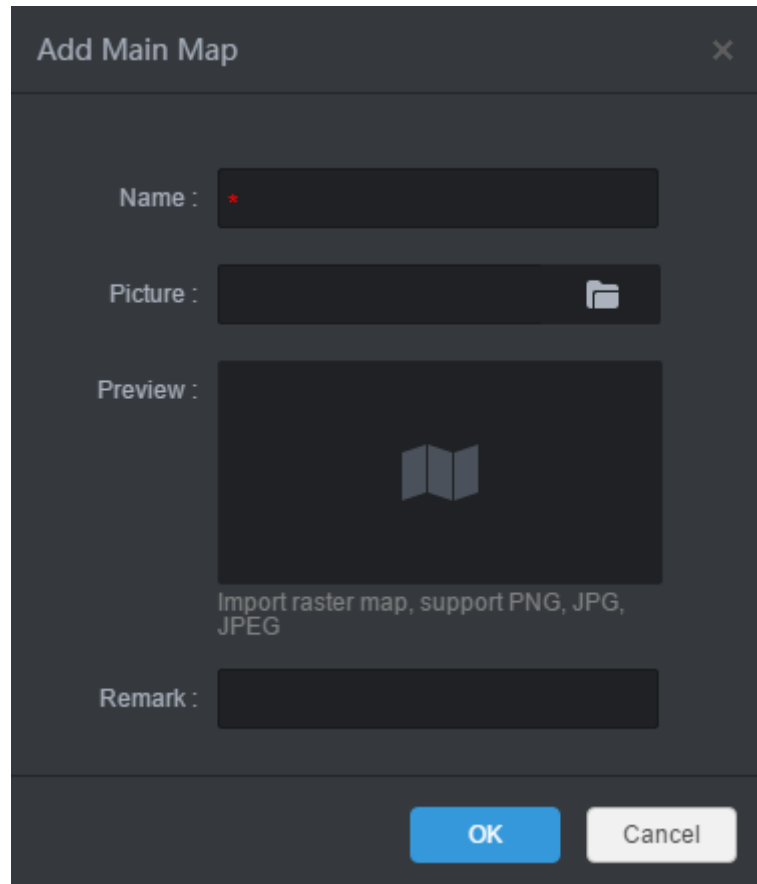 Add Main Map ×
Name : *
Picture :
Preview :
Import raster map, support PNG, JPG,
JPEG
Remark :
OK Cancel